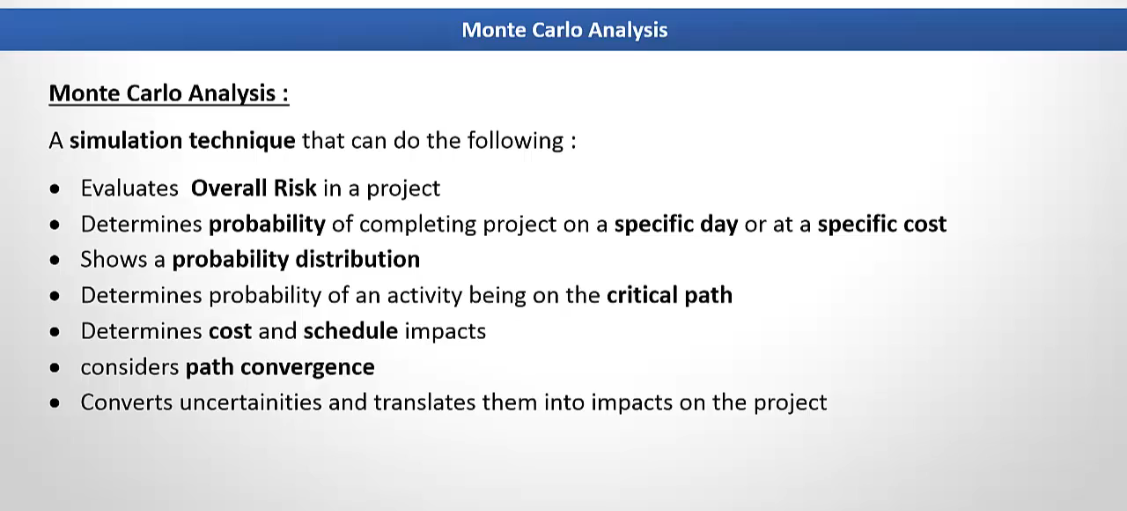 Monte Carlo Analysis
Monte Carlo Analysis :
A simulation technique that can do the following :
• Evaluates Overall Risk in a project
• Determines probability of completing project on a specific day or at a specific cost
• Shows a probability distribution
• Determines probability of an activity being on the critical path
• Determines cost and schedule impacts
• considers path convergence
• Converts uncertainities and translates them into impacts on the project